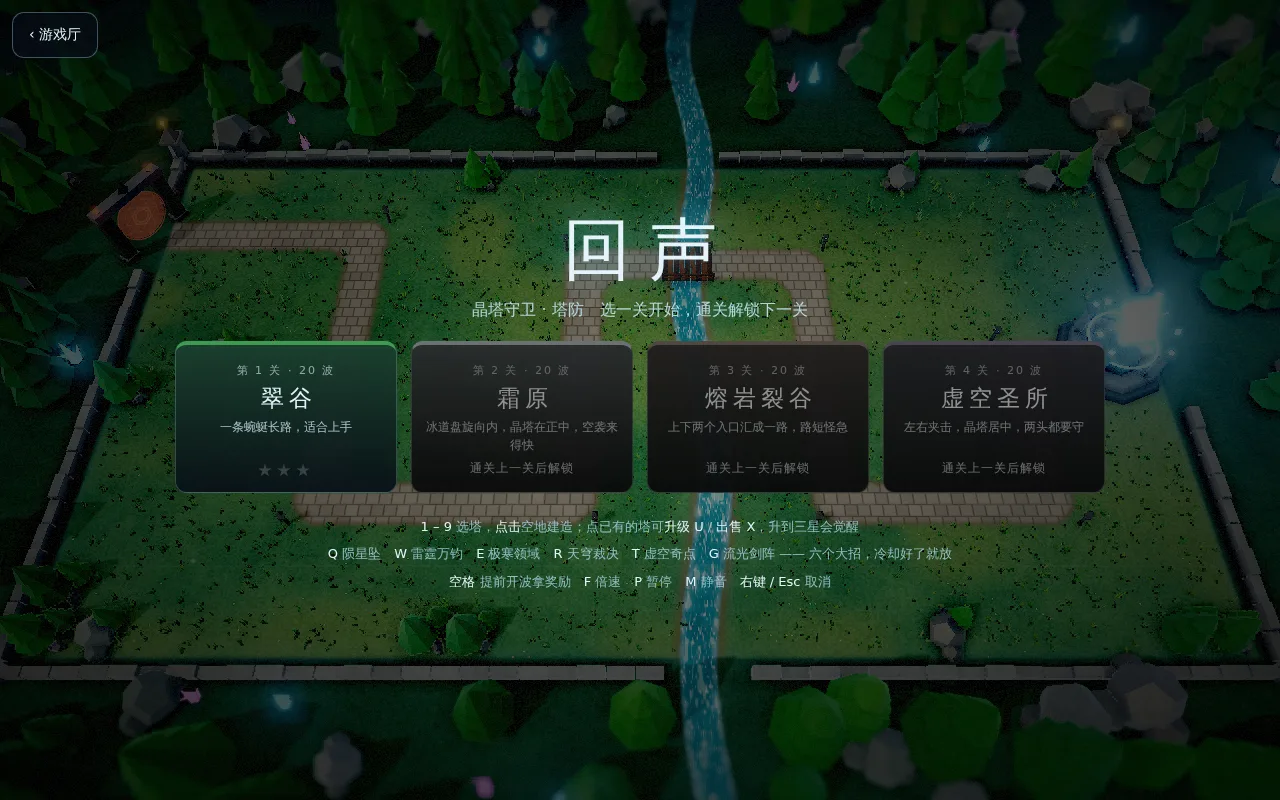 ‹ 游戏厅
回声
晶塔守卫 · 塔防　选一关开始，通关解锁下一关
第 1 关 · 20 波
翠谷
一条蜿蜒长路，适合上手
★★★
第 2 关 · 20 波
霜原
冰道盘旋向内，晶塔在正中，空袭来
得快
通关上一关后解锁
第 3 关 · 20 波
熔岩裂谷
上下两个入口汇成一路，路短怪急
通关上一关后解锁
第 4 关 · 20 波
虚空圣所
左右夹击，晶塔居中，两头都要守
通关上一关后解锁
1 – 9 选塔，点击空地建造；点已有的塔可升级 U / 出售 X，升到三星会觉醒
Q 陨星坠　W 雷霆万钧　E 极寒领域　R 天穹裁决　T 虚空奇点　G 流光剑阵 —— 六个大招，冷却好了就放
空格 提前开波拿奖励　F 倍速　P 暂停　M 静音　右键 / Esc 取消